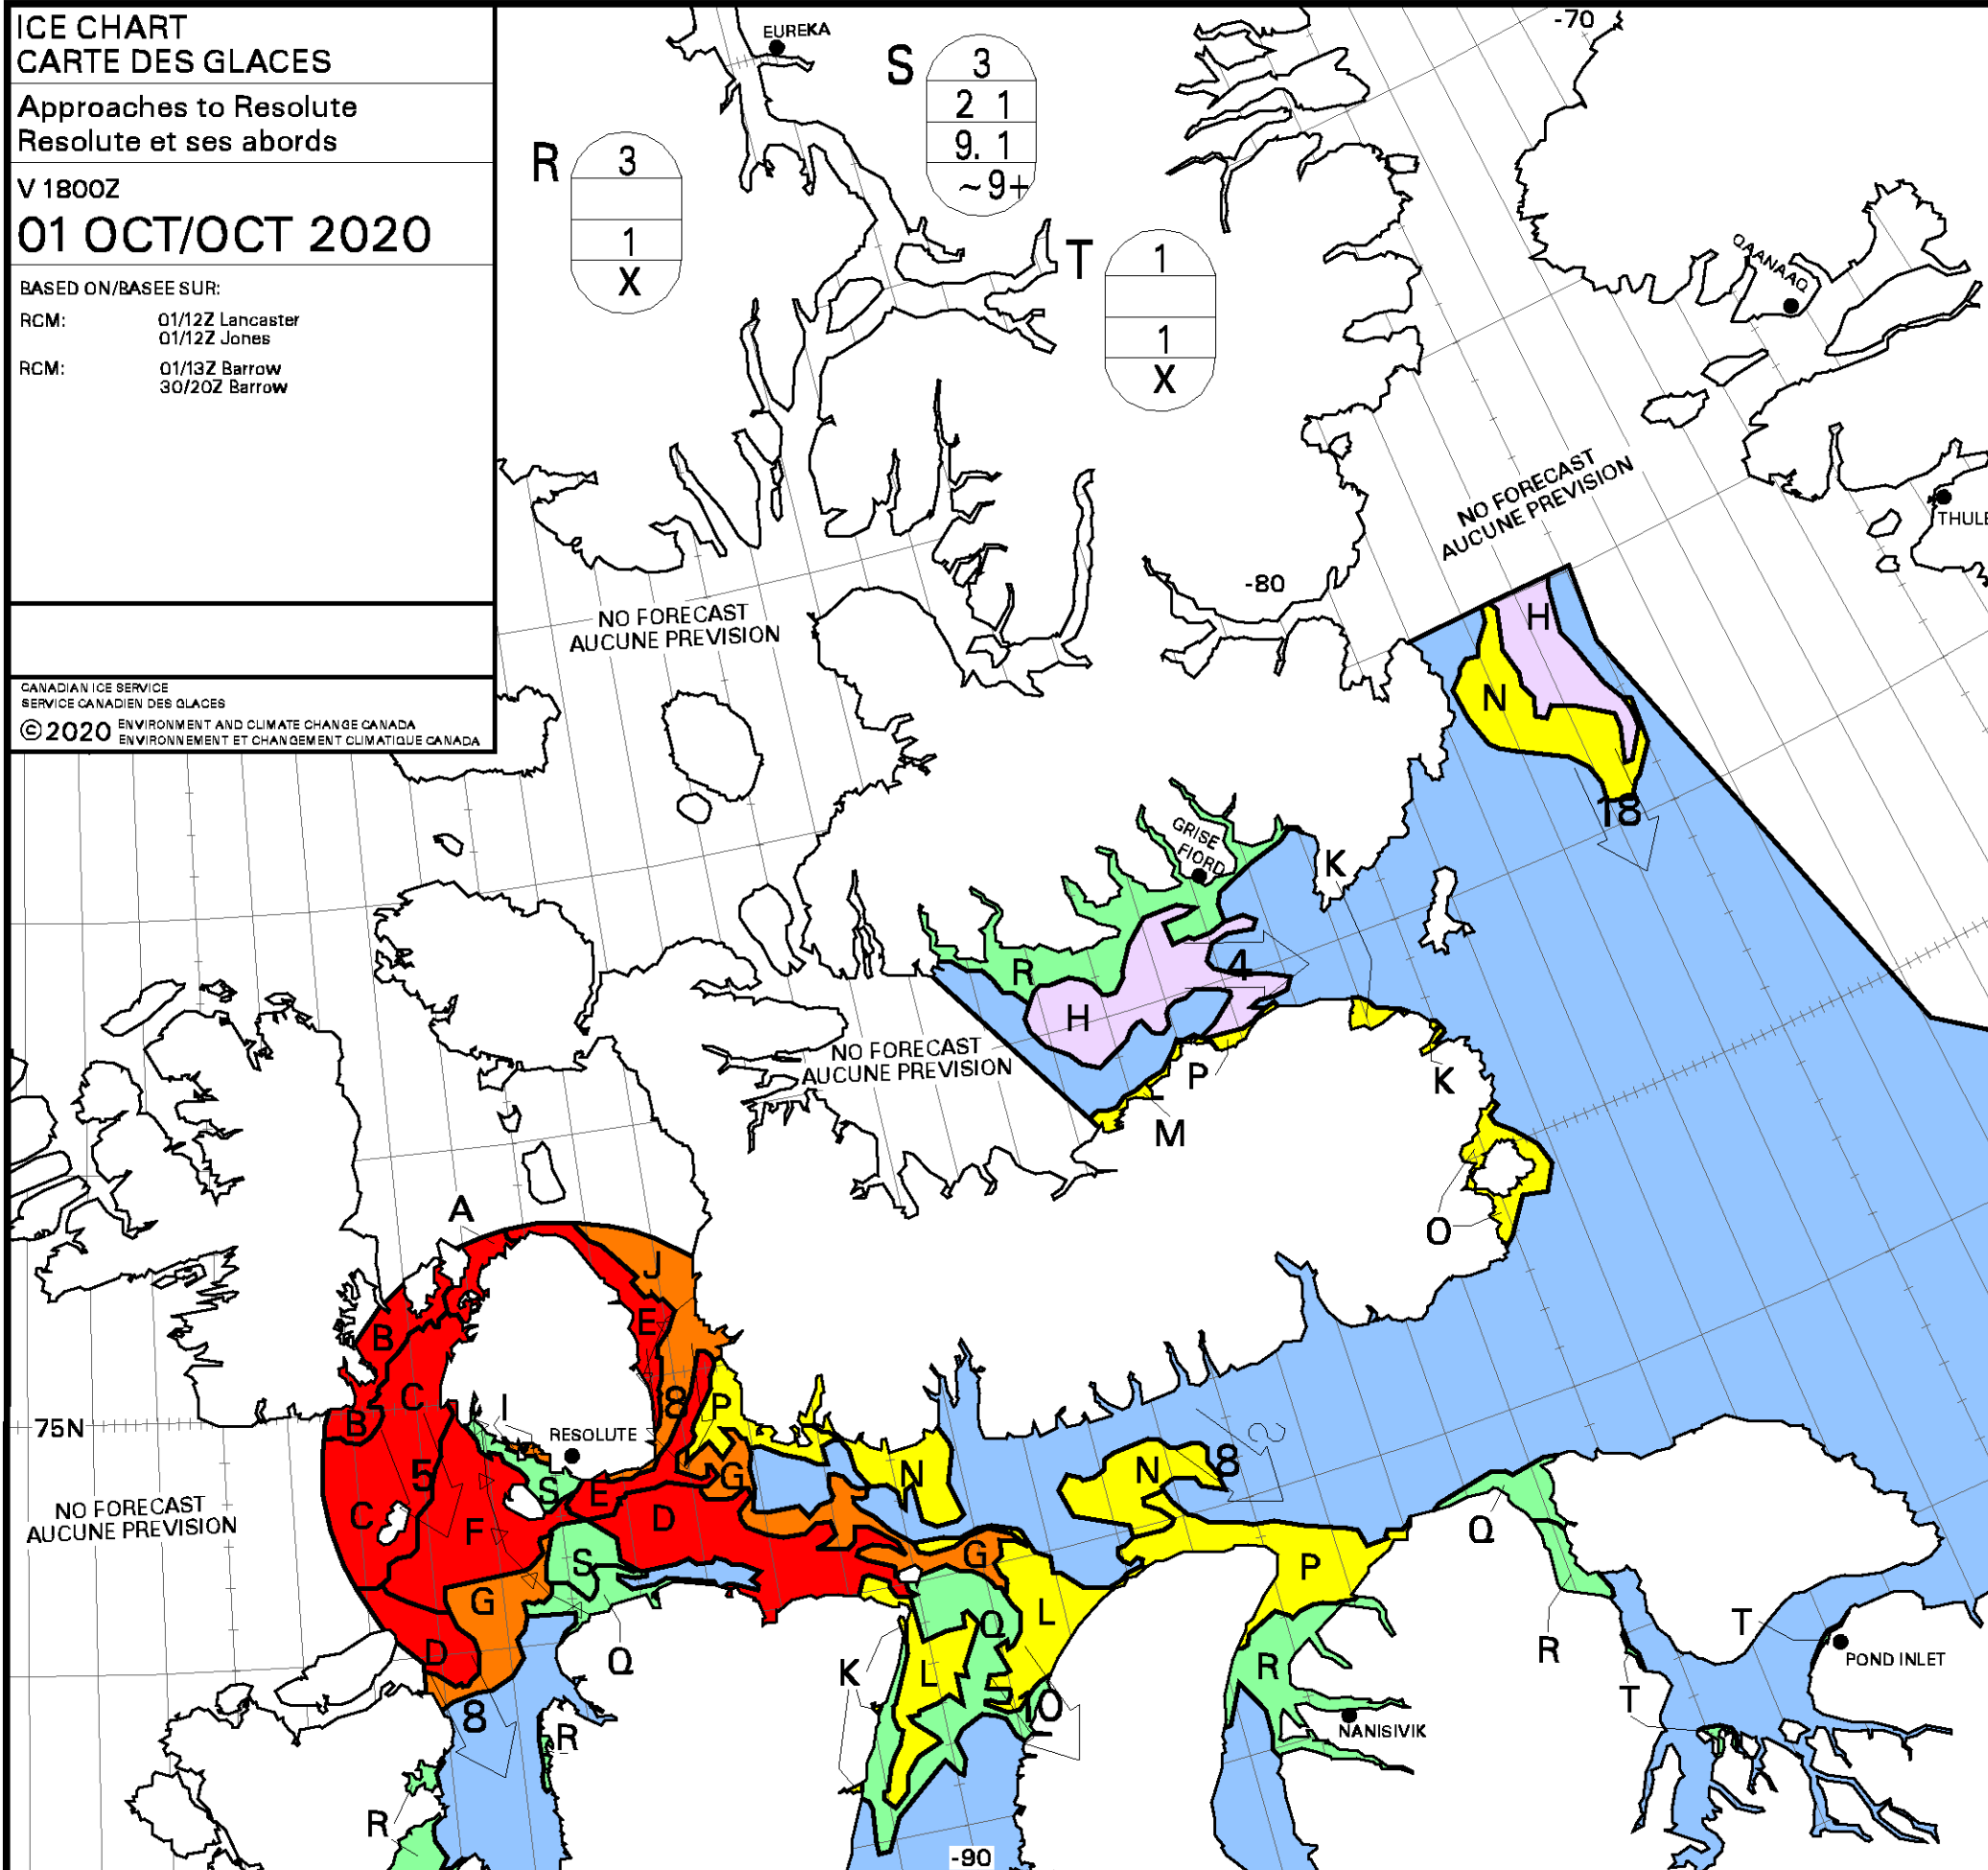 ICE CHART
CARTE DES GLACES
Approaches to Resolute
Resolute et ses abords
V 1800Z
01 OCT/OCT 2020
BASED ON/BASEE SUR:
RCM: 01/12Z Lancaster
01/12Z Jones
RCM: 01/13Z Barrow
30/20Z Barrow
CANADIAN ICE SERVICE
SERVICE CANADIEN DES GLACES
©2020 ENVIRONMENT AND CLIMATE CHANGE CANADA
ENVIRONNEMENT ET CHANGEMENT CLIMATIQUE CANADA
EUREKA
-70
R
3
1
X
S
3
2 1
9. 1
~9+
T
1
1
X
QAANAAQ
THULE
NO FORECAST
AUCUNE PREVISION
-80
NO FORECAST
AUCUNE PREVISION
H
N
18
GRISE
FIORD
K
R
4
H
NO FORECAST
AUCUNE PREVISION
P
K
M
O
A
J
B
E
C
I
8
P
B
75N
RESOLUTE
5
G
N
N
8
2
S
E
C
F
D
NO FORECAST
AUCUNE PREVISION
Q
S
G
P
G
L
Q
D
Q
K
L
R
R
T
POND INLET
T
8
R
10
NANISIVIK
R
-90